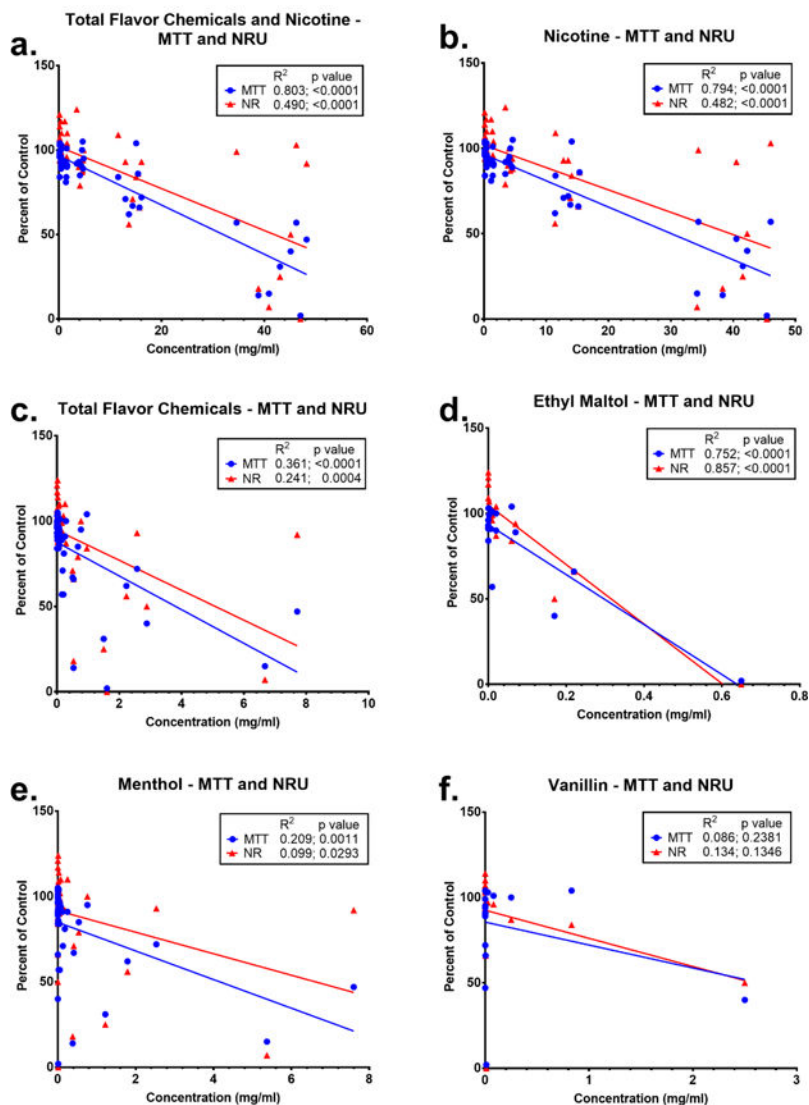 a.
Total Flavor Chemicals and Nicotine -
MTT and NRU
R² p value
MTT 0.803; <0.0001
NR 0.490; <0.0001
Percent of Control
150
100
50
0
0 20 40 60
Concentration (mg/ml)
b.
Nicotine - MTT and NRU
R² p value
MTT 0.794; <0.0001
NR 0.482; <0.0001
Percent of Control
150
100
50
0
0 10 20 30 40 50
Concentration (mg/ml)
c.
Total Flavor Chemicals - MTT and NRU
R² p value
MTT 0.361; <0.0001
NR 0.241; 0.0004
Percent of Control
150
100
50
0
0 2 4 6 8 10
Concentration (mg/ml)
d.
Ethyl Maltol - MTT and NRU
R² p value
MTT 0.752; <0.0001
NR 0.857; <0.0001
Percent of Control
150
100
50
0
0.0 0.2 0.4 0.6 0.8
Concentration (mg/ml)
e.
Menthol - MTT and NRU
R² p value
MTT 0.209; 0.0011
NR 0.099; 0.0293
Percent of Control
150
100
50
0
0 2 4 6 8
Concentration (mg/ml)
f.
Vanillin - MTT and NRU
R² p value
MTT 0.086; 0.2381
NR 0.134; 0.1346
Percent of Control
150
100
50
0
0 1 2 3
Concentration (mg/ml)